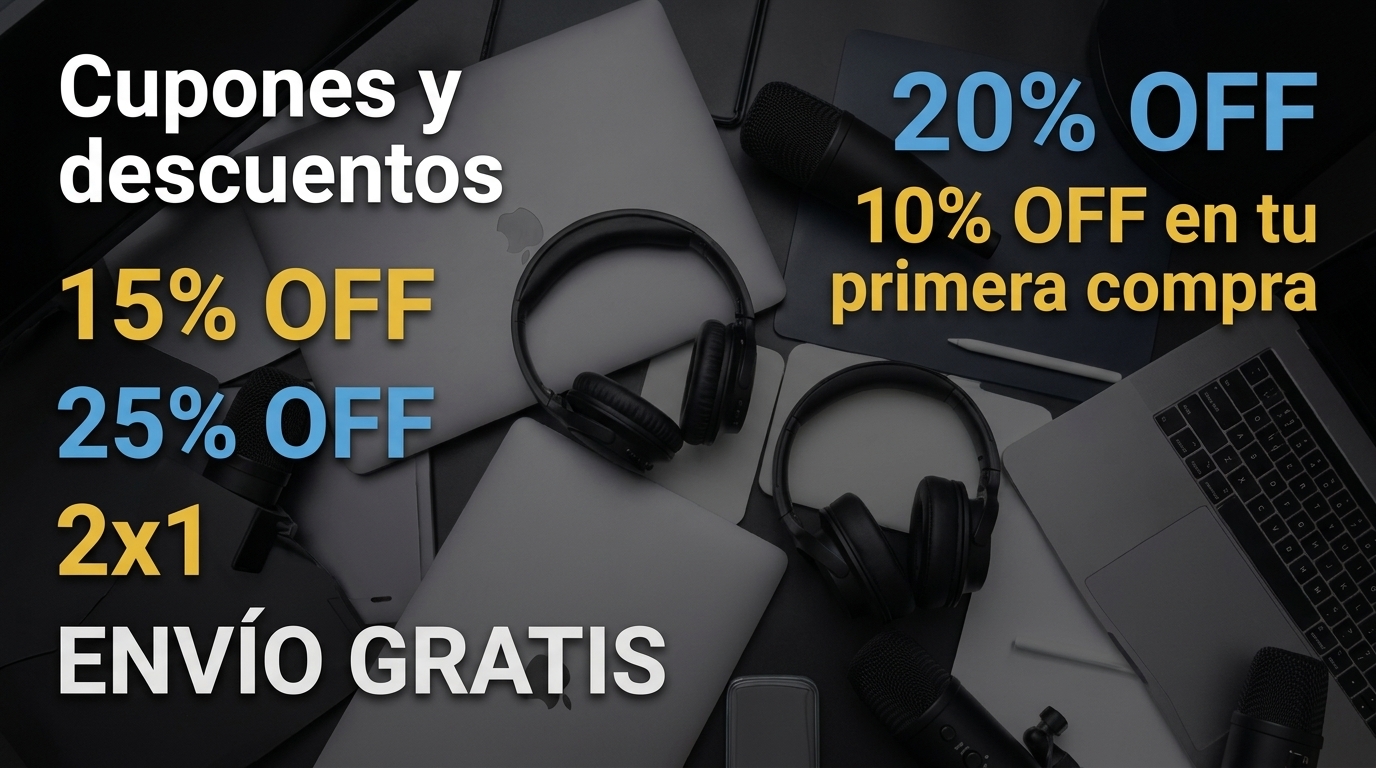 Cupones y
descuentos
15% OFF
25% OFF
2x1
ENVÍO GRATIS
20% OFF
10% OFF en tu
primera compra